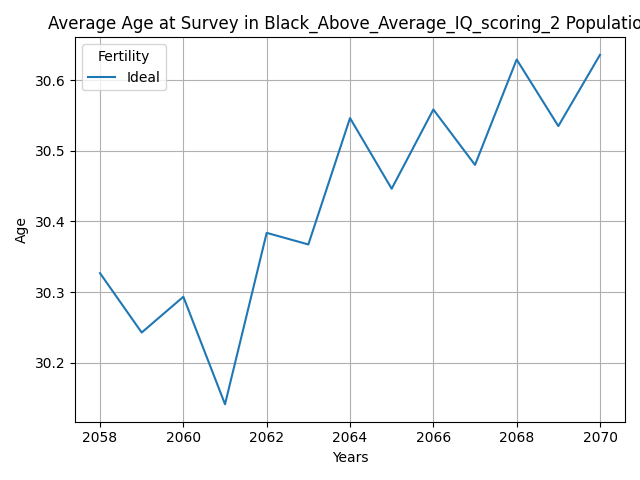 Average Age at Survey in Black_Above_Average_IQ_scoring_2 Populatio
Fertility
Ideal
30.6
30.5
30.4
30.3
30.2
Age
2058 2060 2062 2064 2066 2068 2070
Years